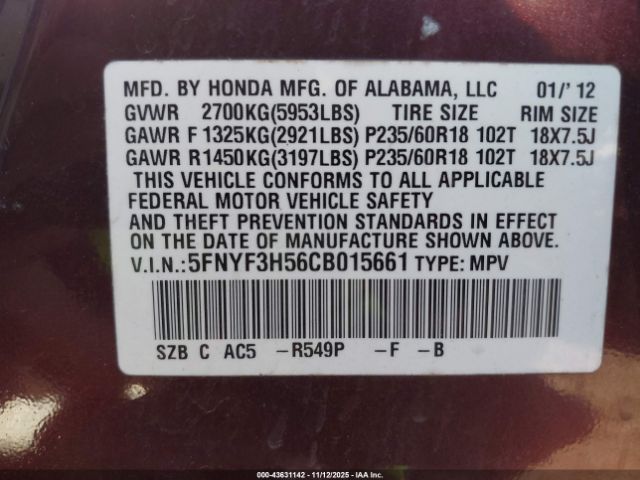 MFD. BY HONDA MFG. OF ALABAMA, LLC 01/' 12
GVWR 2700KG(5953LBS) TIRE SIZE RIM SIZE
GAWR F 1325KG(2921LBS) P235/60R18 102T 18X7.5J
GAWR R1450KG(3197LBS) P235/60R18 102T 18X7.5J
THIS VEHICLE CONFORMS TO ALL APPLICABLE
FEDERAL MOTOR VEHICLE SAFETY
AND THEFT PREVENTION STANDARDS IN EFFECT
ON THE DATE OF MANUFACTURE SHOWN ABOVE.
V.I.N.:5FNYF3H56CB015661 TYPE: MPV
SZB C AC5 -R549P -F -B
000-43631142 - 11/12/2025 - IAAI.com